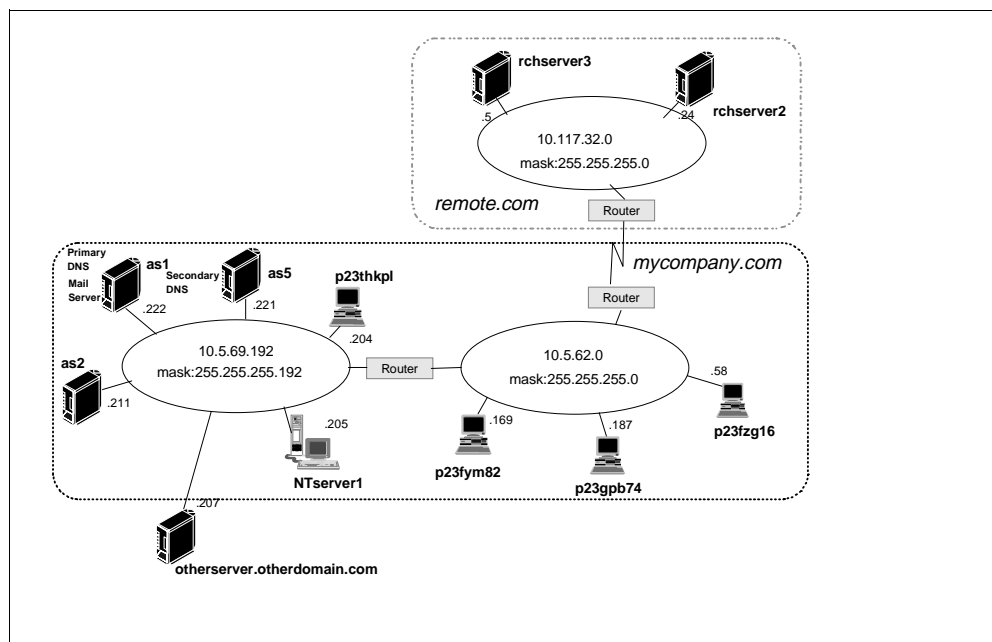 rchserver3
rchserver2
.5
.24
10.117.32.0
mask:255.255.255.0
remote.com
Router
mycompany.com
Router
Primary
DNS
Mail
Server
as1
.222
Secondary
DNS
as5
.221
p23thkpl
.204
10.5.69.192
mask:255.255.255.192
Router
10.5.62.0
mask:255.255.255.0
as2
.211
.205
NTserver1
.169
p23fym82
.187
p23gpb74
.58
p23fzg16
.207
otherserver.otherdomain.com